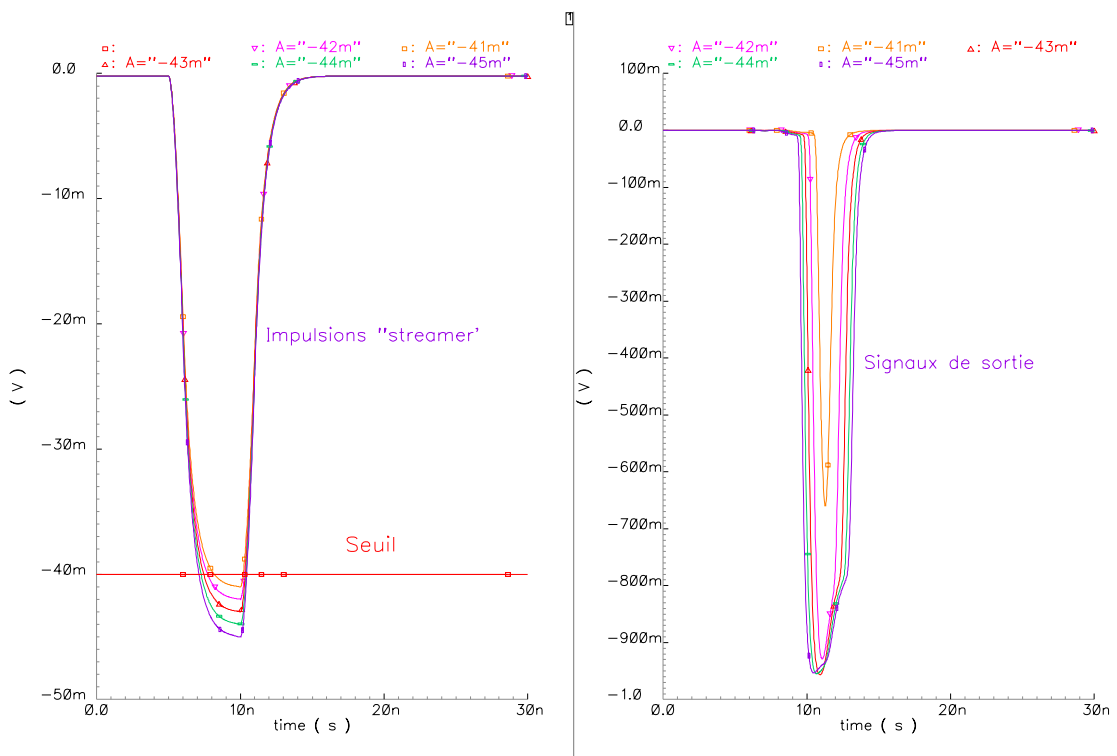 1
: : A="-42m" : A="-41m"
: A="-43m" : A="-44m" : A="-45m"
0.0
-10m
-20m
-30m
-40m
-50m
( V )
Impulsions "streamer'
Seuil
0.0 10n 20n 30n
time ( s )
: A="-42m" : A="-41m" : A="-43m"
: A="-44m" : A="-45m"
100m
0.0
-100m
-200m
-300m
-400m
-500m
-600m
-700m
-800m
-900m
-1.0
( V )
Signaux de sortie
0.0 10n 20n 30n
time ( s )